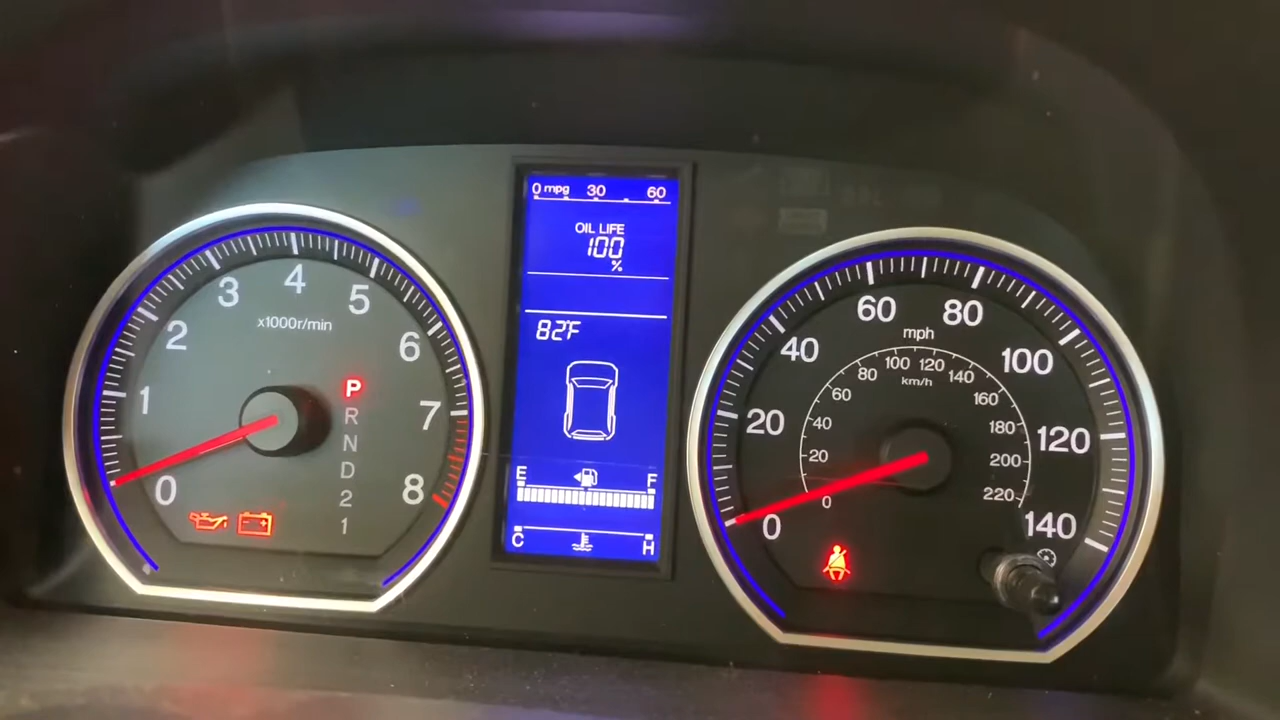 0 mpg 30 60
OIL LIFE
100
%
82°F
E F
C H
0 1 2 3 4 5 6 7 8
x1000r/min
P
R
N
D
2
1
0 20 40 60 80 100 120 140
mph
0 20 40 60 80 100 120 140 160 180 200 220
km/h